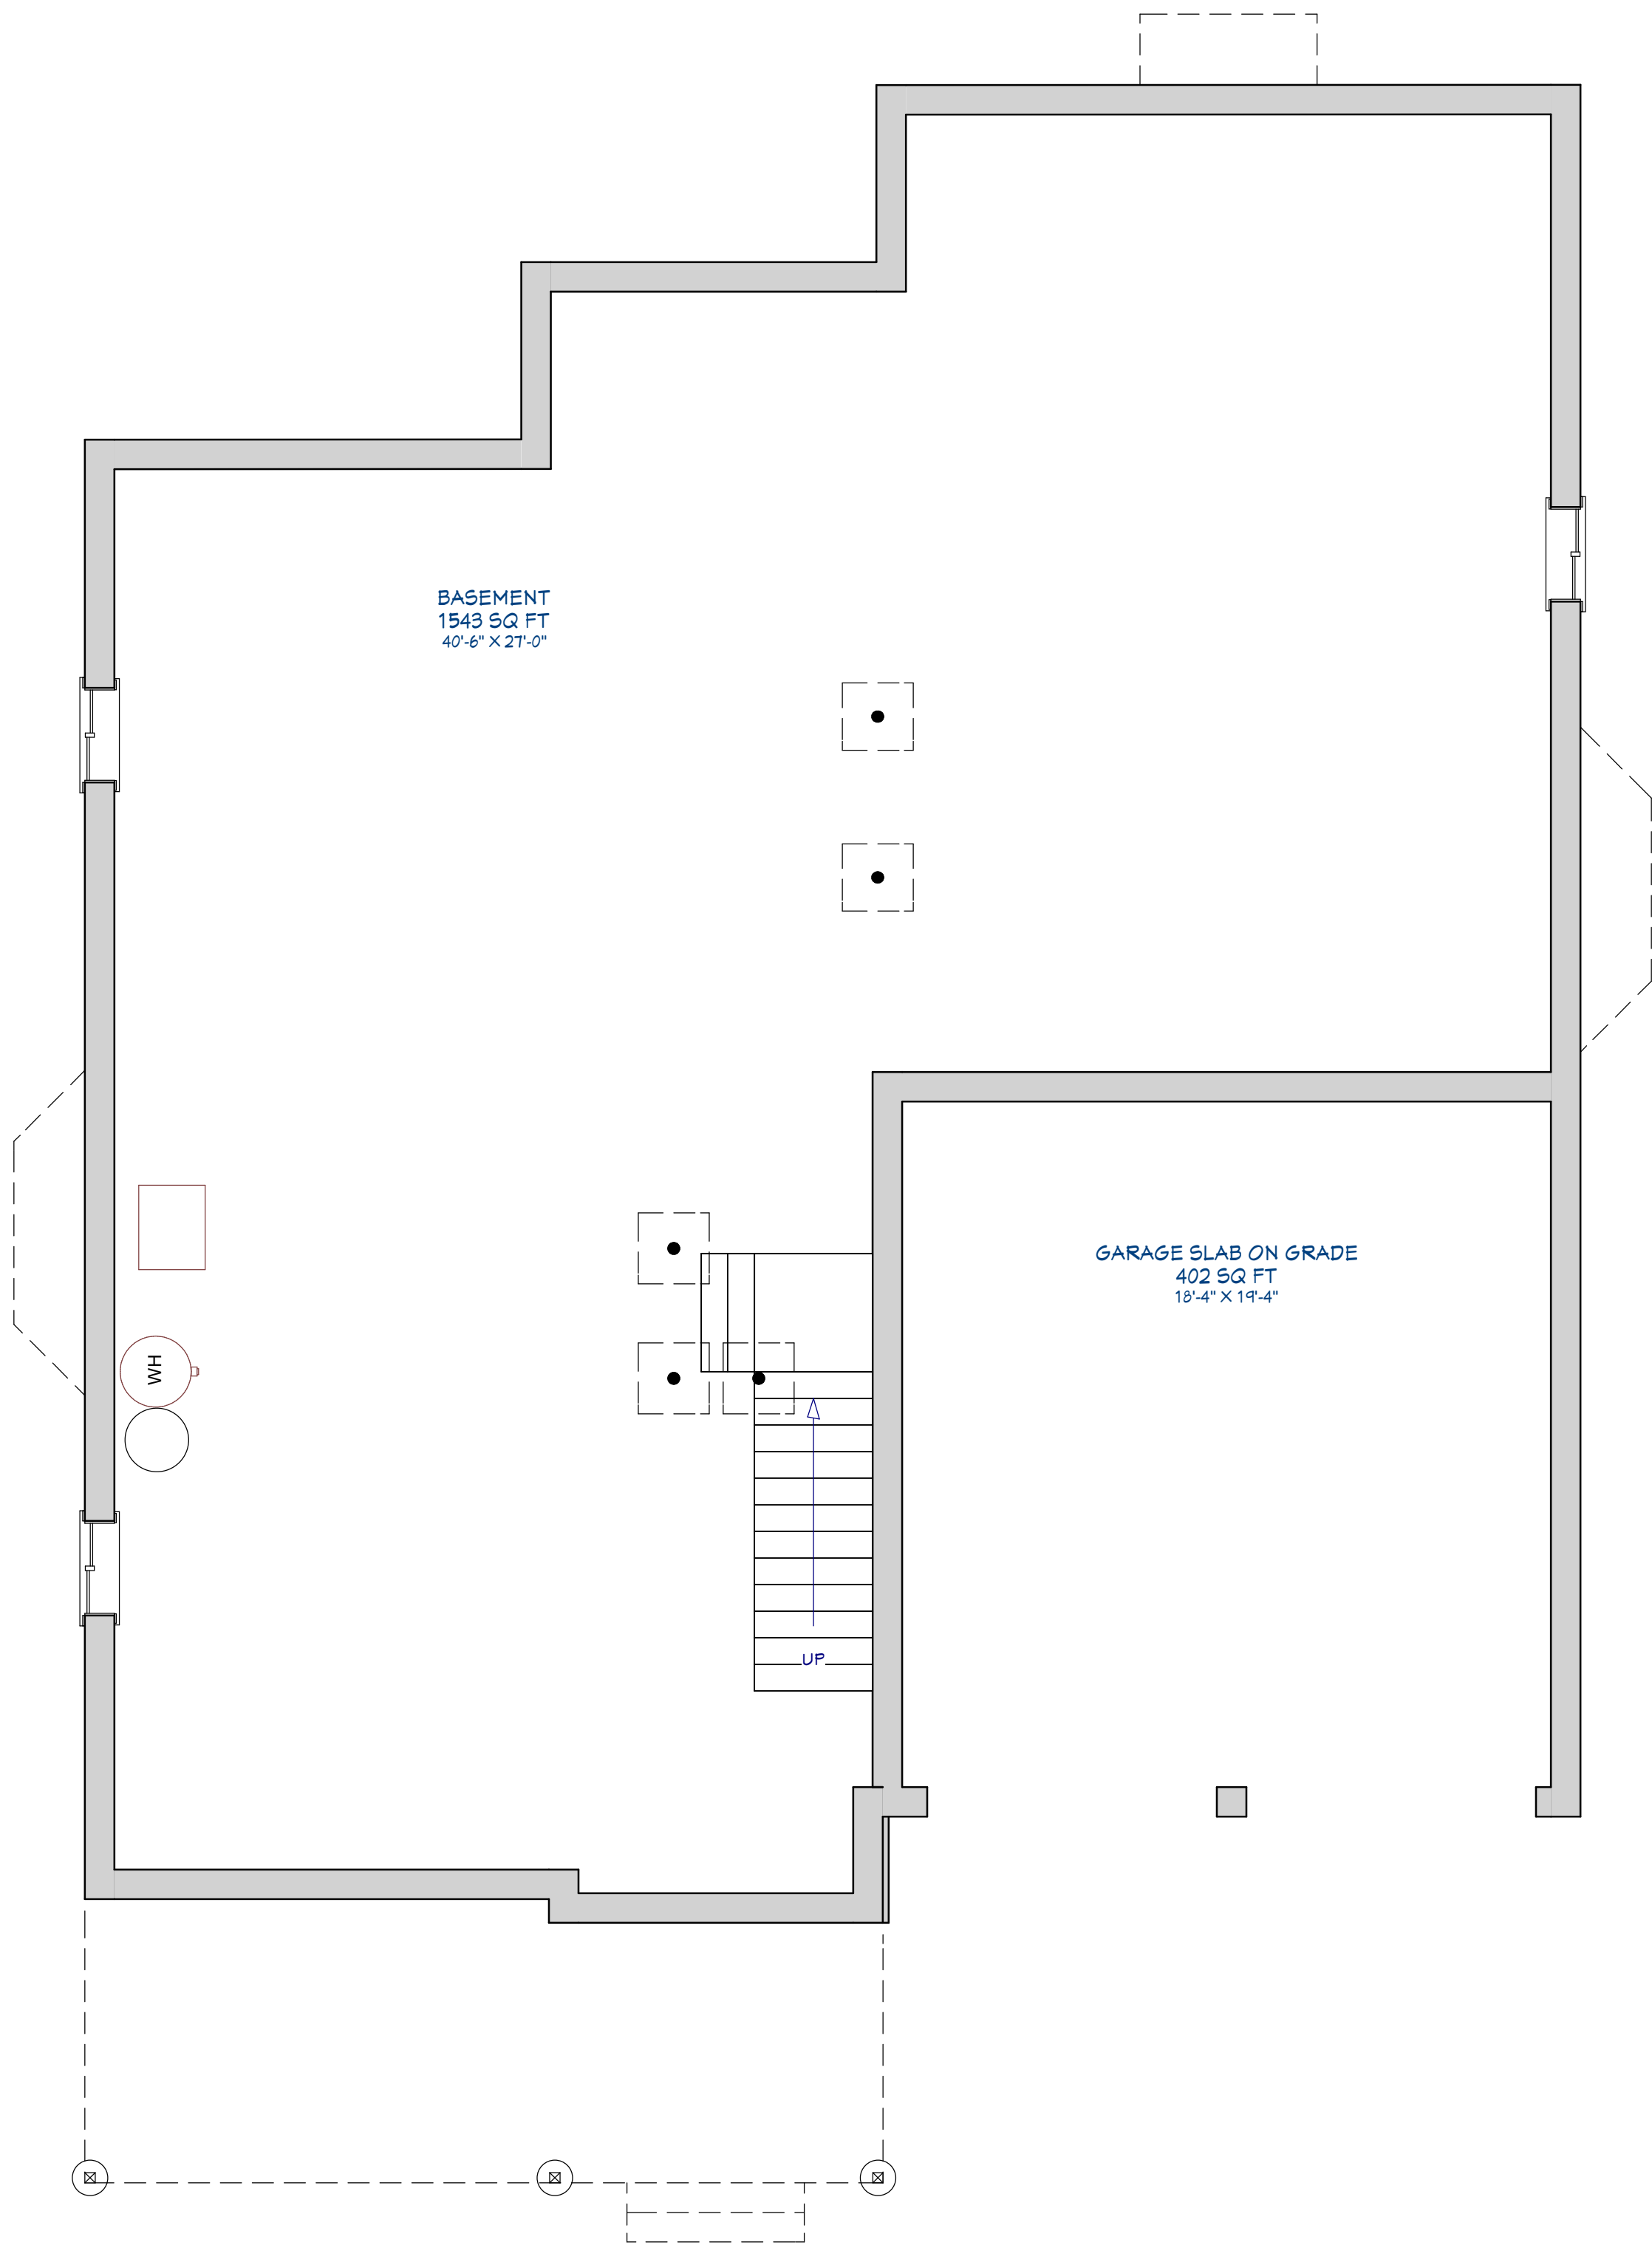 BASEMENT
1543 SQ FT
40'-6" X 27'-0"
GARAGE SLAB ON GRADE
402 SQ FT
18'-4" X 19'-4"
WH
UP